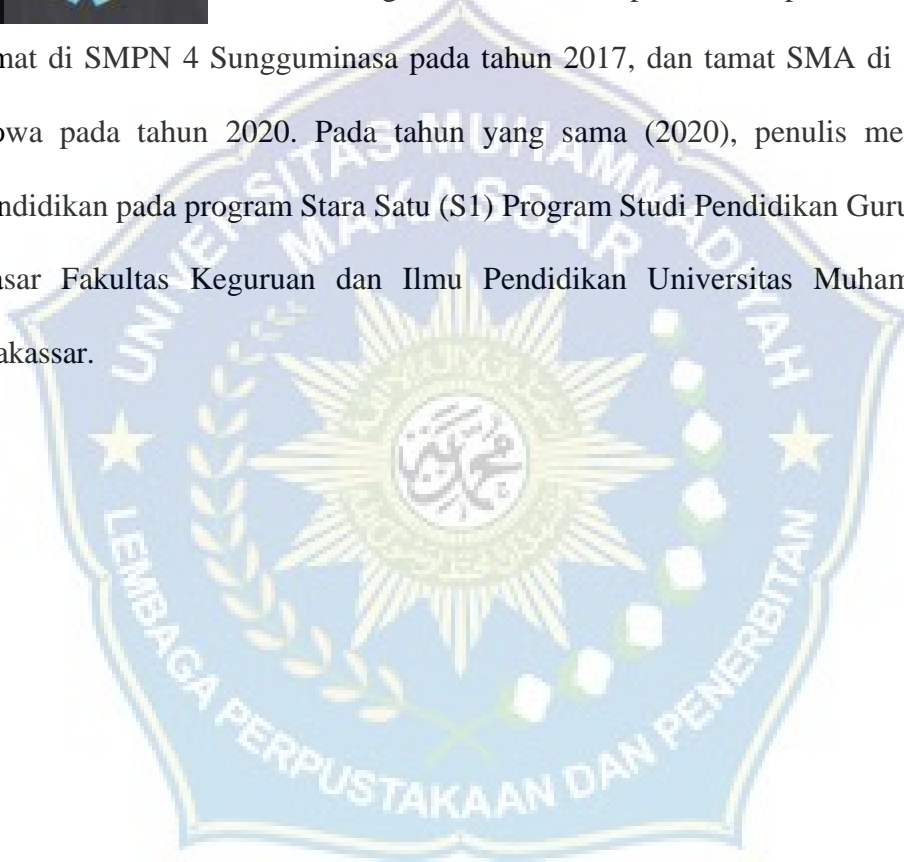 mat di SMPN 4 Sungguminasa pada tahun 2017, dan tamat SMA di
owa pada tahun 2020. Pada tahun yang sama (2020), penulis me
ndidikan pada program Stara Satu (S1) Program Studi Pendidikan Guru
asar Fakultas Keguruan dan Ilmu Pendidikan Universitas Muham
akassar.
UNIVERSITAS MUHAMMADIYAH
MAKASSAR
LEMBAGA PERPUSTAKAAN DAN PENERBITAN